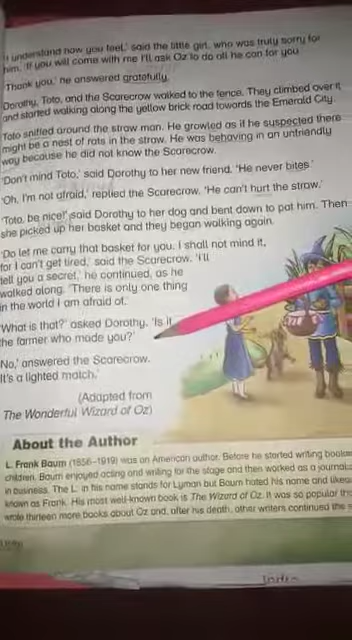 'I understand how you feel,' said the little girl, who was truly sorry for
him. 'If you will come with me I'll ask Oz to do all he can for you.'
'Thank you,' he answered gratefully.
Dorothy, Toto, and the Scarecrow walked to the fence. They climbed over it
and started walking along the yellow brick road towards the Emerald City.
Toto sniffed around the straw man. He growled as if he suspected there
might be a nest of rats in the straw. He was behaving in an unfriendly
way because he did not know the Scarecrow.
'Don't mind Toto,' said Dorothy to her new friend. 'He never bites.'
'Oh, I'm not afraid,' replied the Scarecrow. 'He can't hurt the straw.'
'Toto, be nice!' said Dorothy to her dog and bent down to pat him. Then
she picked up her basket and they began walking again.
'Do let me carry that basket for you. I shall not mind it,
for I can't get tired,' said the Scarecrow. 'I'll
tell you a secret,' he continued, as he
walked along. 'There is only one thing
in the world I am afraid of.'
'What is that?' asked Dorothy. 'Is it
the farmer who made you?'
'No,' answered the Scarecrow.
'It's a lighted match.'
(Adapted from
The Wonderful Wizard of Oz)
About the Author
L. Frank Baum (1856–1919) was an American author. Before he started writing books
children, Baum enjoyed acting and writing for the stage and then worked as a journalis
in business. The L. in his name stands for Lyman but Baum hated his name and
known as Frank. His most well-known book is The Wizard of Oz. It was so popular
wrote thirteen more books about Oz and, after his death, other writers continued the s